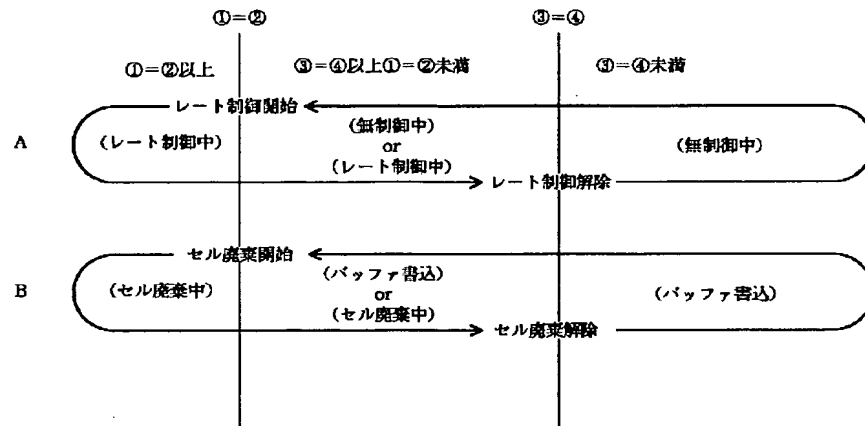 ①=②
③=④
①=②以上
③=④以上①=②未満
③=④未満
レート制御開始
A
(レート制御中)
(無制御中)
or
(レート制御中)
(無制御中)
レート制御解除
セル廃棄開始
B
(セル廃棄中)
(バッファ書込)
or
(セル廃棄中)
(バッファ書込)
セル廃棄解除